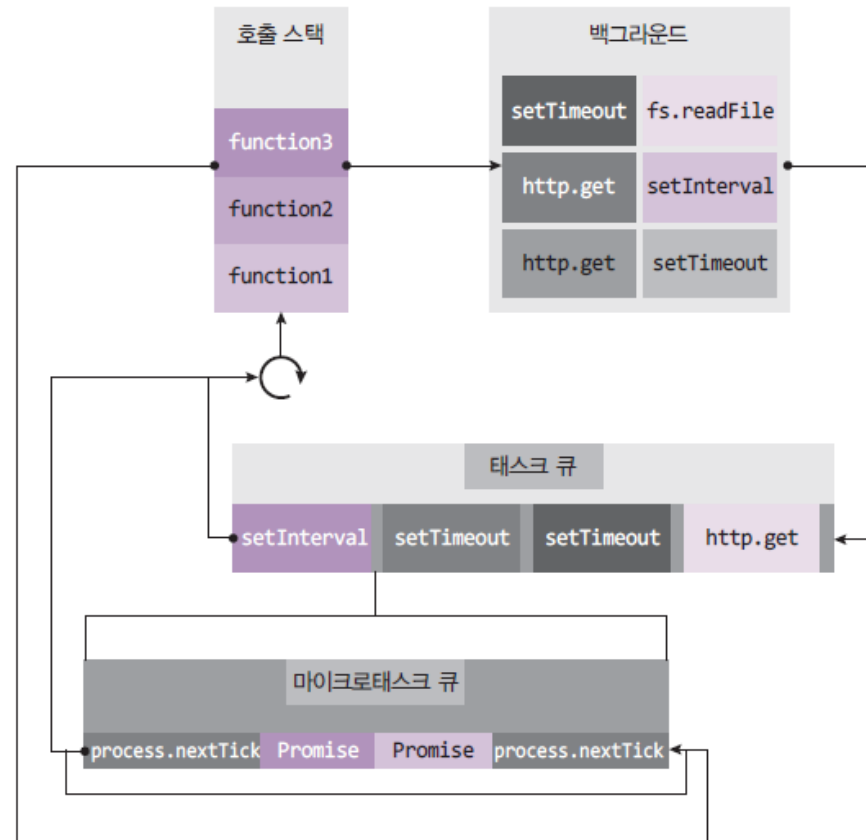 호출 스택
백그라운드
function3
function2
function1
setTimeout
fs.readFile
http.get
setInterval
http.get
setTimeout
태스크 큐
setInterval
setTimeout
setTimeout
http.get
마이크로태스크 큐
process.nextTick
Promise
Promise
process.nextTick